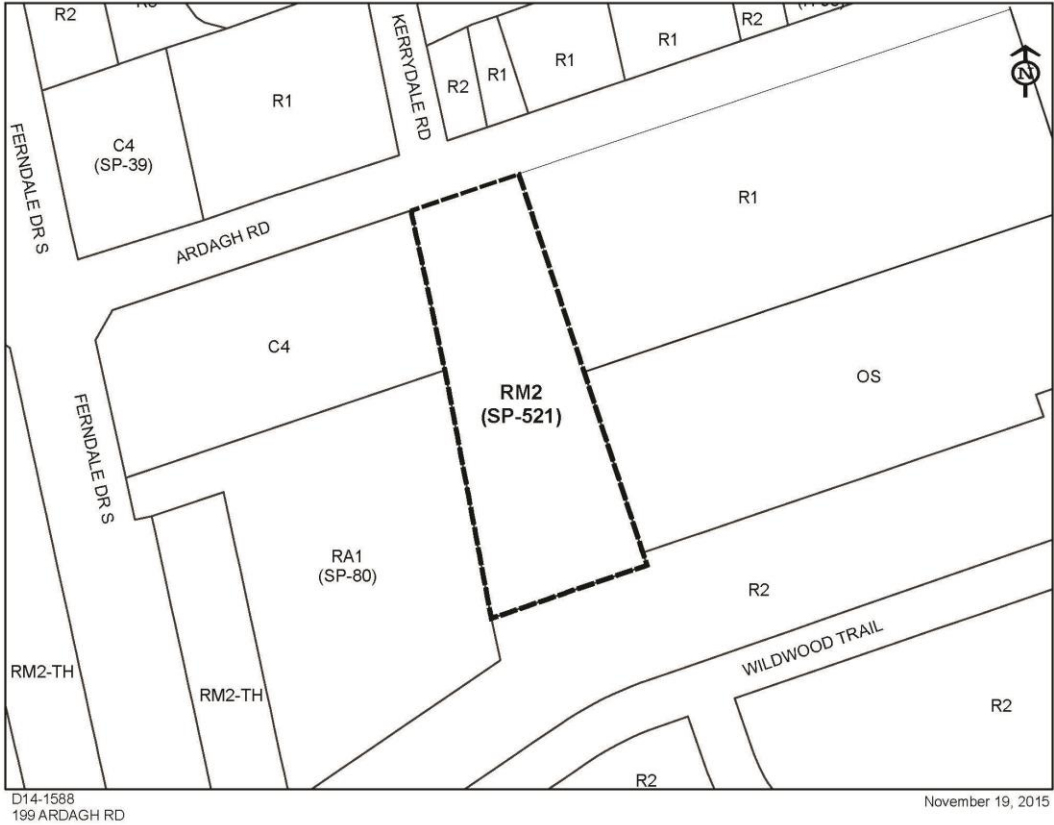 R2
KERRYDALE RD
R2
R1
R1
R1
R2
R1
C4
(SP-39)
FERNDALE DR S
N
ARDAGH RD
R1
C4
RM2
(SP-521)
OS
FERNDALE DR S
RA1
(SP-80)
R2
WILDWOOD TRAIL
RM2-TH
RM2-TH
R2
R2
D14-1588
199 ARDAGH RD
November 19, 2015